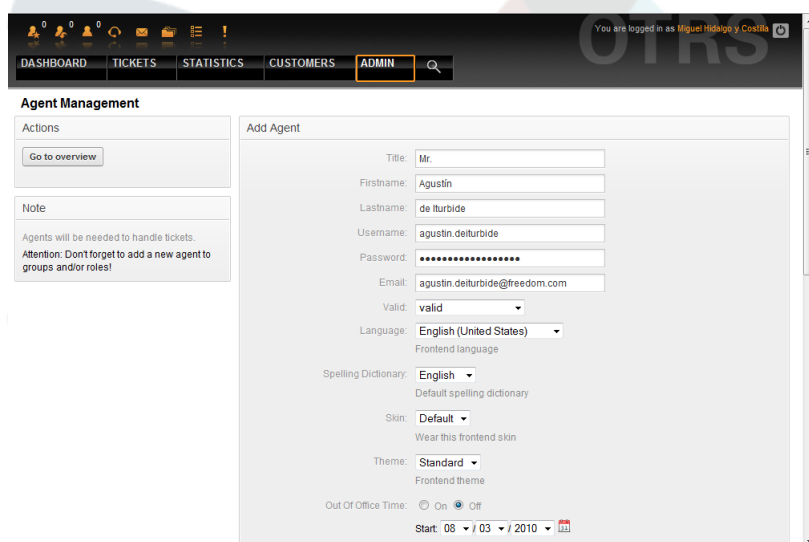 0 0 0
You are logged in as Miguel Hidalgo y Costilla
OTRS
DASHBOARD TICKETS STATISTICS CUSTOMERS ADMIN
Agent Management
Actions
Go to overview
Note
Agents will be needed to handle tickets.
Attention: Don't forget to add a new agent to
groups and/or roles!
Add Agent
Title: Mr.
Firstname: Agustín
Lastname: de Iturbide
Username: agustin.deiturbide
Password: ••••••••••••••••••
Email: agustin.deiturbide@freedom.com
Valid: valid
Language: English (United States)
Frontend language
Spelling Dictionary: English
Default spelling dictionary
Skin: Default
Wear this frontend skin
Theme: Standard
Frontend theme
Out Of Office Time: On Off
Start: 08 / 03 / 2010